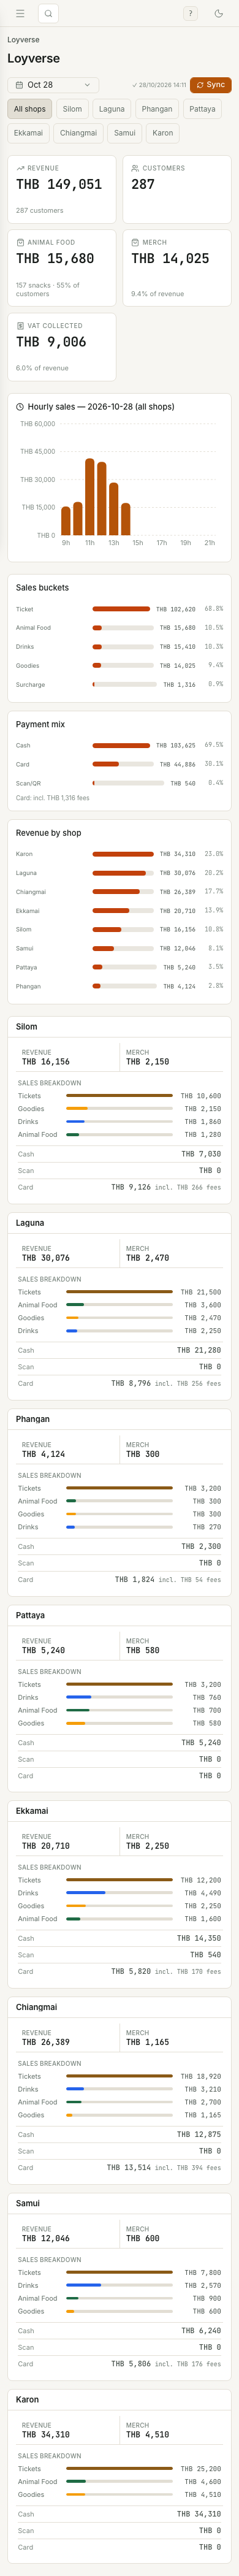 ?
Loyverse
Loyverse
Oct 28
28/10/2026 14:11
Sync
All shops
Silom
Laguna
Phangan
Pattaya
Ekkamai
Chiangmai
Samui
Karon
REVENUE
THB 149,051
287 customers
CUSTOMERS
287
ANIMAL FOOD
THB 15,680
157 snacks · 55% of
customers
MERCH
THB 14,025
9.4% of revenue
VAT COLLECTED
THB 9,006
6.0% of revenue
Hourly sales — 2026-10-28 (all shops)
THB 60,000
THB 45,000
THB 30,000
THB 15,000
THB 0
9h 11h 13h 15h 17h 19h 21h
Sales buckets
Ticket THB 102,620 68.8%
Animal Food THB 15,680 10.5%
Drinks THB 15,410 10.3%
Goodies THB 14,025 9.4%
Surcharge THB 1,316 0.9%
Payment mix
Cash THB 103,625 69.5%
Card THB 44,886 30.1%
Scan/QR THB 540 0.4%
Card: incl. THB 1,316 fees
Revenue by shop
Karon THB 34,310 23.0%
Laguna THB 30,076 20.2%
Chiangmai THB 26,389 17.7%
Ekkamai THB 20,710 13.9%
Silom THB 16,156 10.8%
Samui THB 12,046 8.1%
Pattaya THB 5,240 3.5%
Phangan THB 4,124 2.8%
Silom
REVENUE MERCH
THB 16,156 THB 2,150
SALES BREAKDOWN
Tickets THB 10,600
Goodies THB 2,150
Drinks THB 1,860
Animal Food THB 1,280
Cash THB 7,030
Scan THB 0
Card THB 9,126 incl. THB 266 fees
Laguna
REVENUE MERCH
THB 30,076 THB 2,470
SALES BREAKDOWN
Tickets THB 21,500
Animal Food THB 3,600
Goodies THB 2,470
Drinks THB 2,250
Cash THB 21,280
Scan THB 0
Card THB 8,796 incl. THB 256 fees
Phangan
REVENUE MERCH
THB 4,124 THB 300
SALES BREAKDOWN
Tickets THB 3,200
Animal Food THB 300
Goodies THB 300
Drinks THB 270
Cash THB 2,300
Scan THB 0
Card THB 1,824 incl. THB 54 fees
Pattaya
REVENUE MERCH
THB 5,240 THB 580
SALES BREAKDOWN
Tickets THB 3,200
Drinks THB 760
Animal Food THB 700
Goodies THB 580
Cash THB 5,240
Scan THB 0
Card THB 0
Ekkamai
REVENUE MERCH
THB 20,710 THB 2,250
SALES BREAKDOWN
Tickets THB 12,200
Drinks THB 4,490
Goodies THB 2,250
Animal Food THB 1,600
Cash THB 14,350
Scan THB 540
Card THB 5,820 incl. THB 170 fees
Chiangmai
REVENUE MERCH
THB 26,389 THB 1,165
SALES BREAKDOWN
Tickets THB 18,920
Drinks THB 3,210
Animal Food THB 2,700
Goodies THB 1,165
Cash THB 12,875
Scan THB 0
Card THB 13,514 incl. THB 394 fees
Samui
REVENUE MERCH
THB 12,046 THB 600
SALES BREAKDOWN
Tickets THB 7,800
Drinks THB 2,570
Animal Food THB 900
Goodies THB 600
Cash THB 6,240
Scan THB 0
Card THB 5,806 incl. THB 176 fees
Karon
REVENUE MERCH
THB 34,310 THB 4,510
SALES BREAKDOWN
Tickets THB 25,200
Animal Food THB 4,600
Goodies THB 4,510
Cash THB 34,310
Scan THB 0
Card THB 0